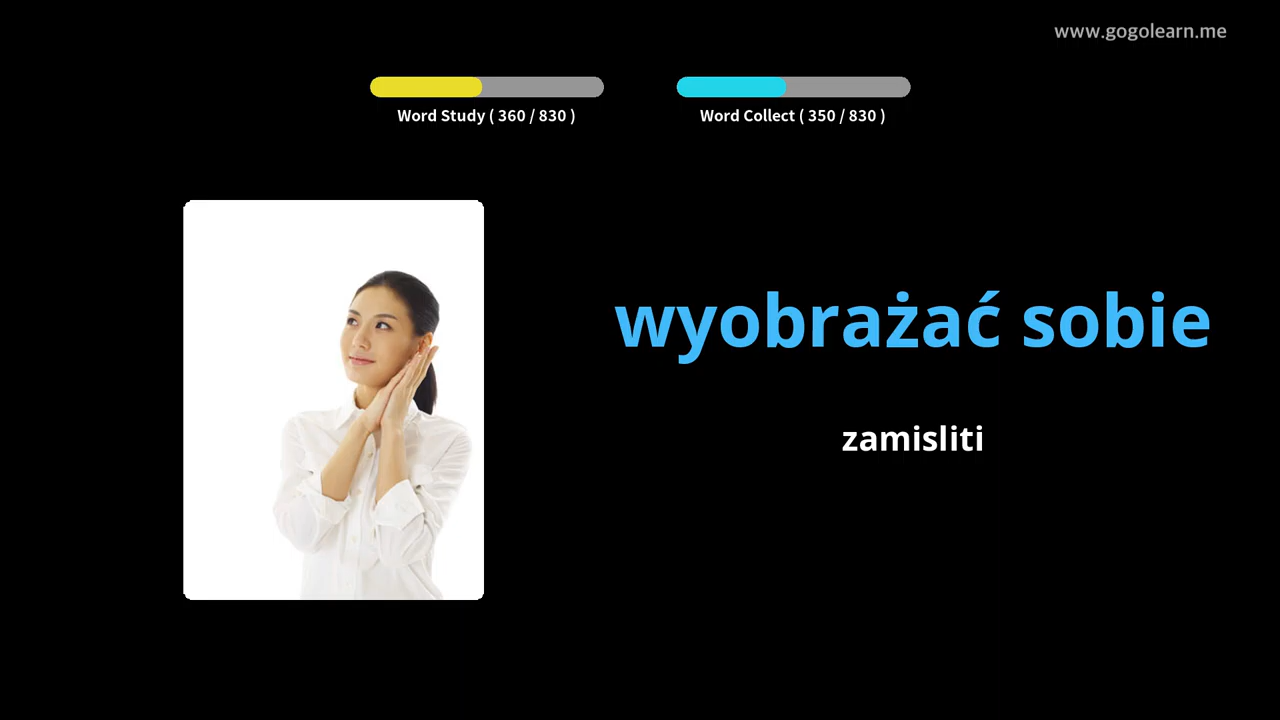 www.gogolearn.me
Word Study ( 360 / 830 )
Word Collect ( 350 / 830 )
wyobrażać sobie
zamisliti